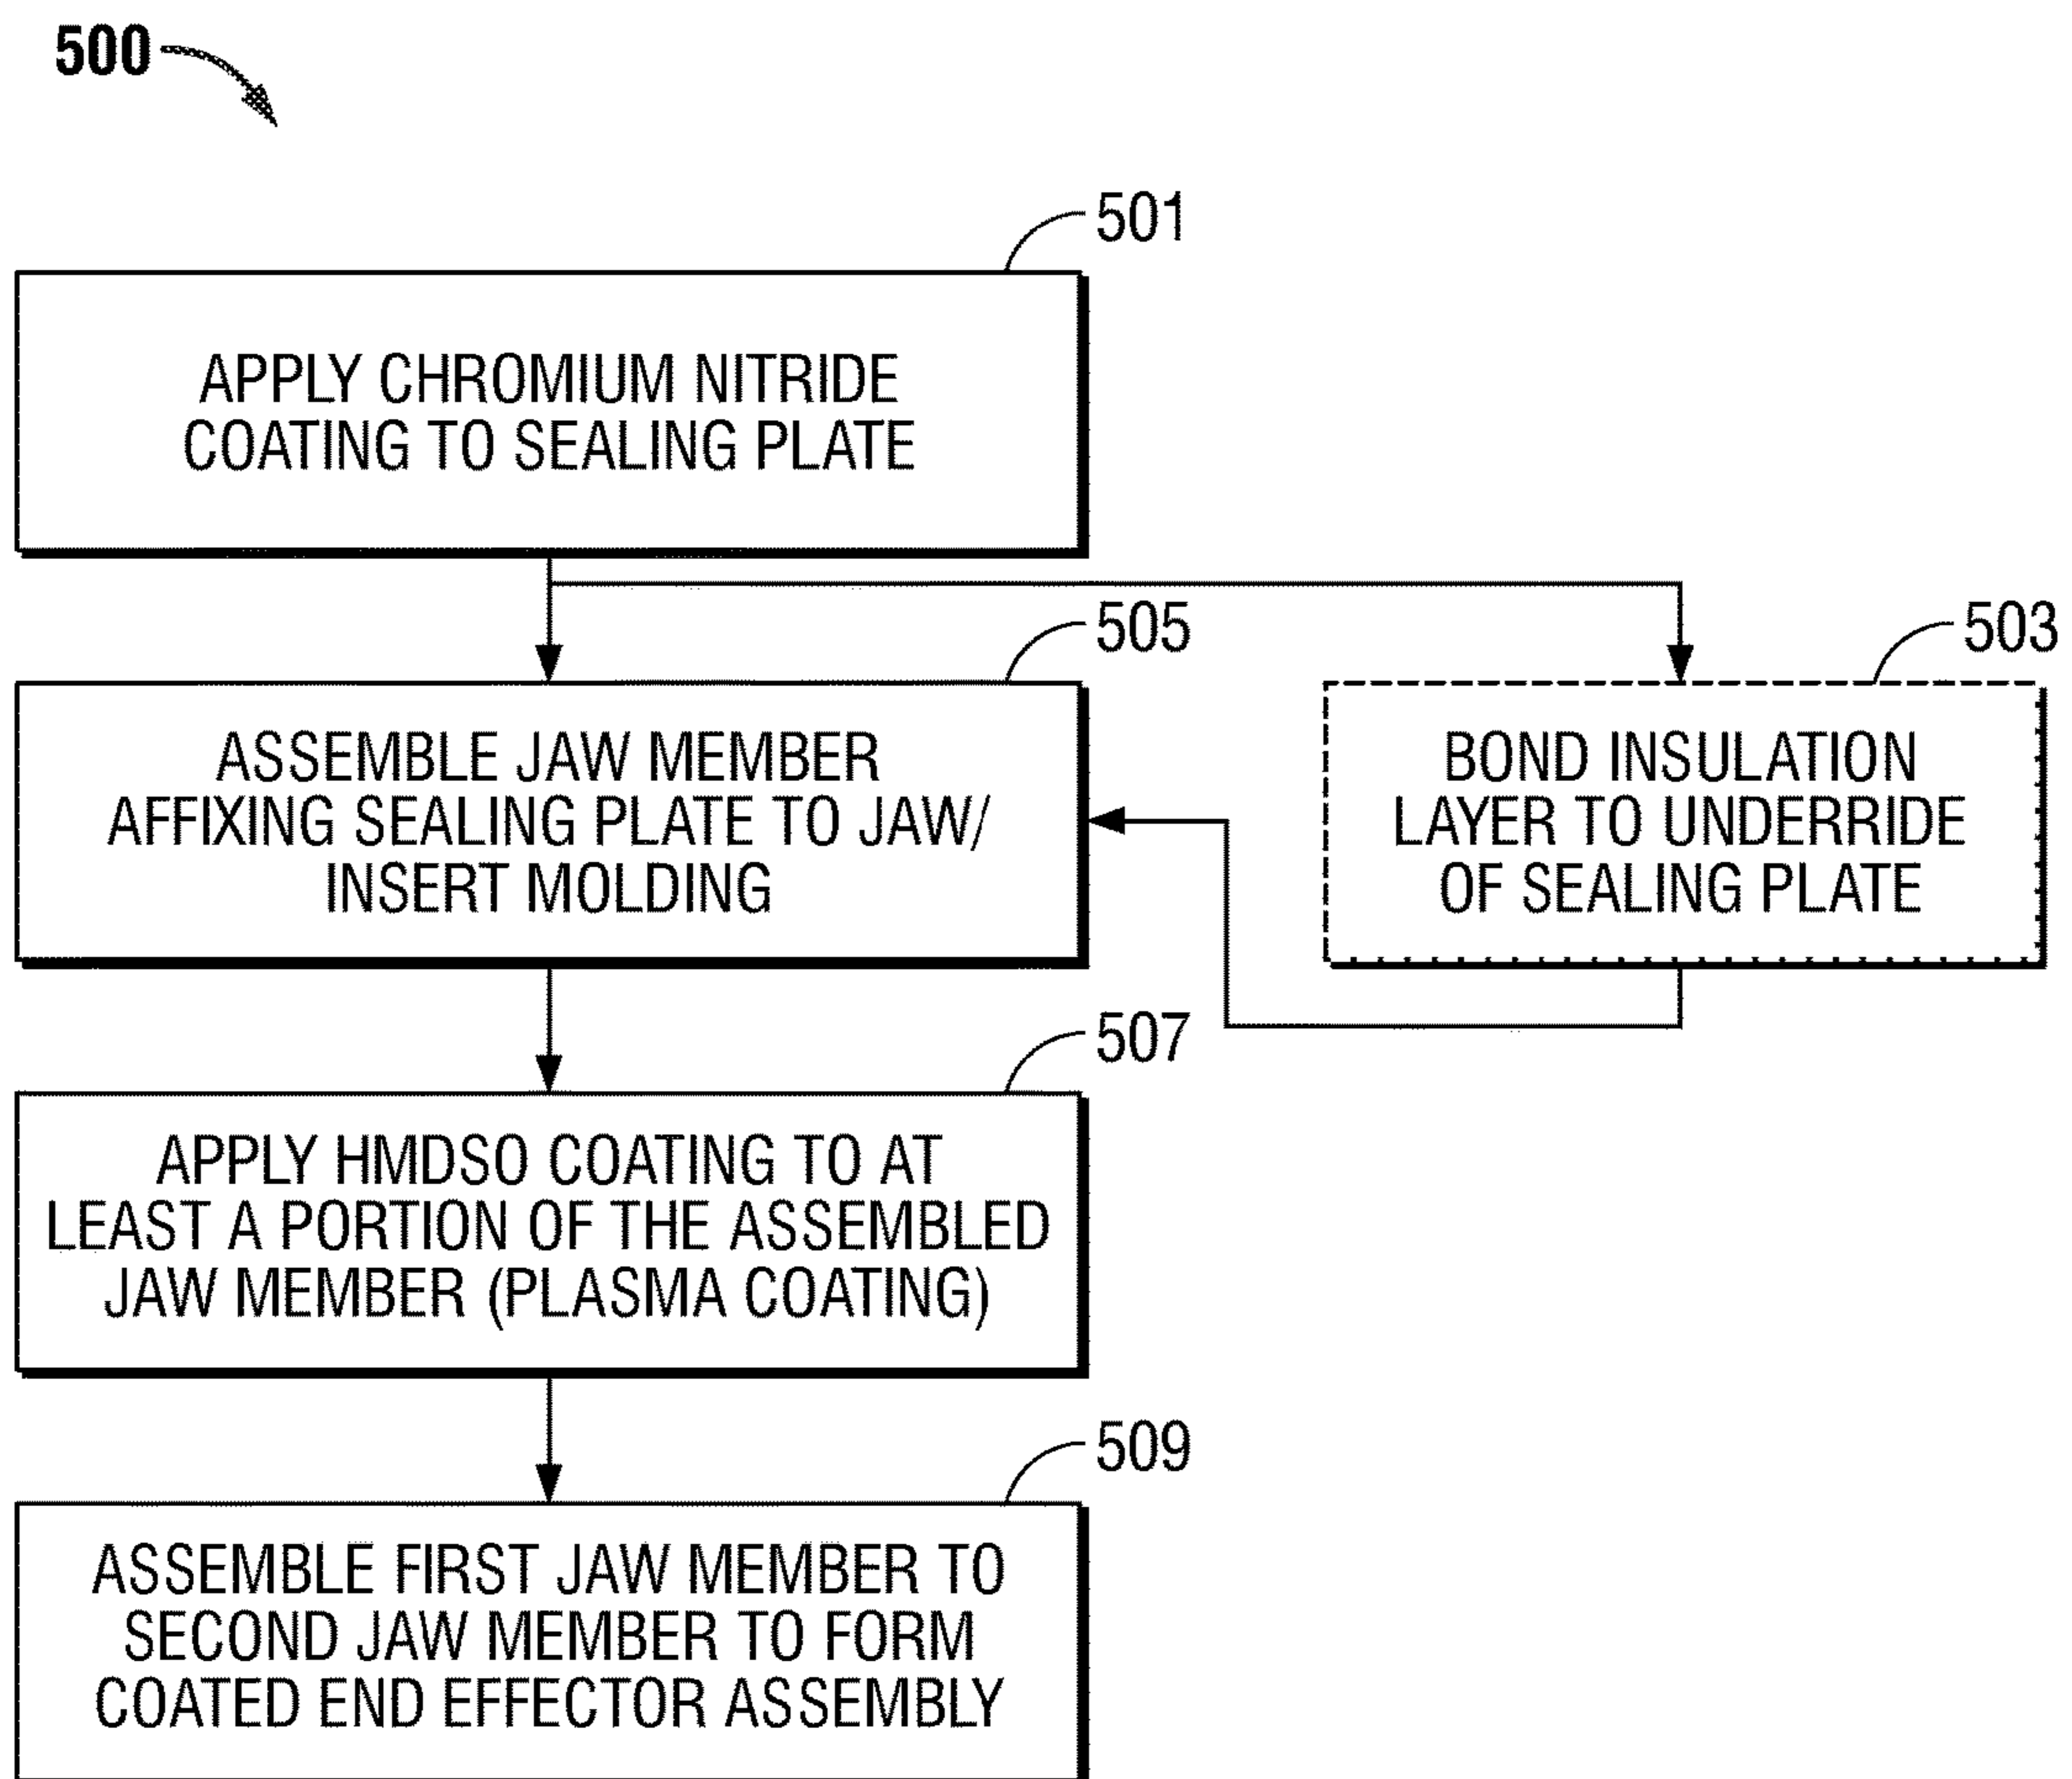 500
501
APPLY CHROMIUM NITRIDE
COATING TO SEALING PLATE
505
ASSEMBLE JAW MEMBER
AFFIXING SEALING PLATE TO JAW/
INSERT MOLDING
503
BOND INSULATION
LAYER TO UNDERRIDE
OF SEALING PLATE
507
APPLY HMDSO COATING TO AT
LEAST A PORTION OF THE ASSEMBLED
JAW MEMBER (PLASMA COATING)
509
ASSEMBLE FIRST JAW MEMBER TO
SECOND JAW MEMBER TO FORM
COATED END EFFECTOR ASSEMBLY